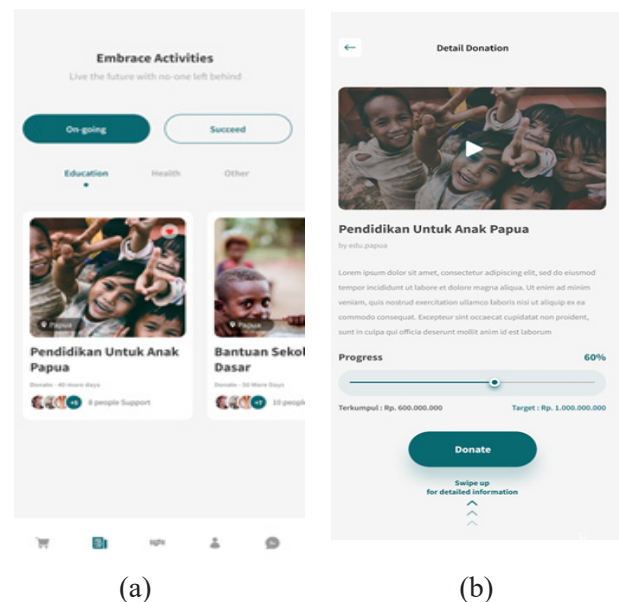 Embrace Activities
Live the future with no-one left behind
On-going
Succeed
Education
Health
Other
Papua
Papua
Pendidikan Untuk Anak
Papua
Donate - 40 more days
+5
8 people Support
Bantuan Sekol
Dasar
Donate - 30 More Days
+7
10 people
(a)
Detail Donation
Pendidikan Untuk Anak Papua
by edu.papua
Lorem ipsum dolor sit amet, consectetur adipiscing elit, sed do eiusmod
tempor incididunt ut labore et dolore magna aliqua. Ut enim ad minim
veniam, quis nostrud exercitation ullamco laboris nisi ut aliquip ex ea
commodo consequat. Excepteur sint occaecat cupidatat non proident,
sunt in culpa qui officia deserunt mollit anim id est laborum
Progress
60%
Terkumpul : Rp. 600.000.000
Target : Rp. 1.000.000.000
Donate
Swipe up
for detailed information
(b)